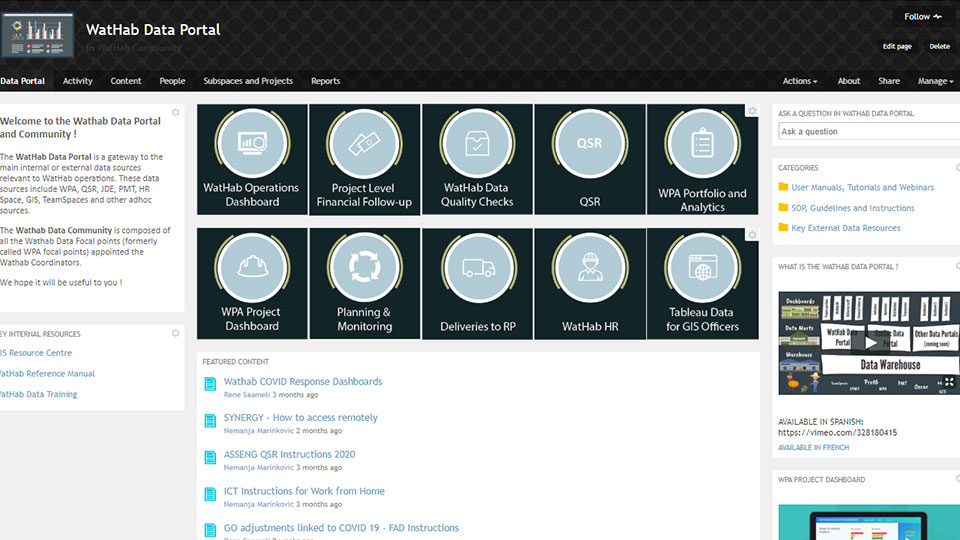 WatHab Data Portal
in WatHab Community
Follow
Edit page
Delete
Data Portal
Activity
Content
People
Subspaces and Projects
Reports
Actions
About
Share
Manage
Welcome to the Wathab Data Portal
and Community !
The WatHab Data Portal is a gateway to the
main internal or external data sources
relevant to WatHab operations. These data
sources include WPA, QSR, JDE, PMT, HR
Space, GIS, TeamSpaces and other adhoc
sources.
The Wathab Data Community is composed of
all the Wathab Data Focal points (formerly
called WPA focal points) appointed the
Wathab Coordinators.
We hope it will be useful to you !
EY INTERNAL RESOURCES
IS Resource Centre
atHab Reference Manual
atHab Data Training
WatHab Operations
Dashboard
Project Level
Financial Follow-up
WatHab Data
Quality Checks
QSR
QSR
WPA Portfolio and
Analytics
WPA Project
Dashboard
Planning &
Monitoring
Deliveries to RP
WatHab HR
Tableau Data
for GIS Officers
FEATURED CONTENT
Wathab COVID Response Dashboards
Rene Saameli 3 months ago
SYNERGY - How to access remotely
Nemanja Marinkovic 2 months ago
ASSENG QSR Instructions 2020
Nemanja Marinkovic 3 months ago
ICT Instructions for Work from Home
Nemanja Marinkovic 3 months ago
GO adjustments linked to COVID 19 - FAD Instructions
ASK A QUESTION IN WATHAB DATA PORTAL
Ask a question
CATEGORIES
User Manuals, Tutorials and Webinars
SOP, Guidelines and Instructions
Key External Data Resources
WHAT IS THE WATHAB DATA PORTAL ?
Dashboards
Data Marts
Warehouse
WatHab Data
Portal
EcoSec Data
Portal
Other Data Portals
(coming soon)
Data Warehouse
AVAILABLE IN SPANISH:
https://vimeo.com/328180415
AVAILABLE IN FRENCH
WPA PROJECT DASHBOARD